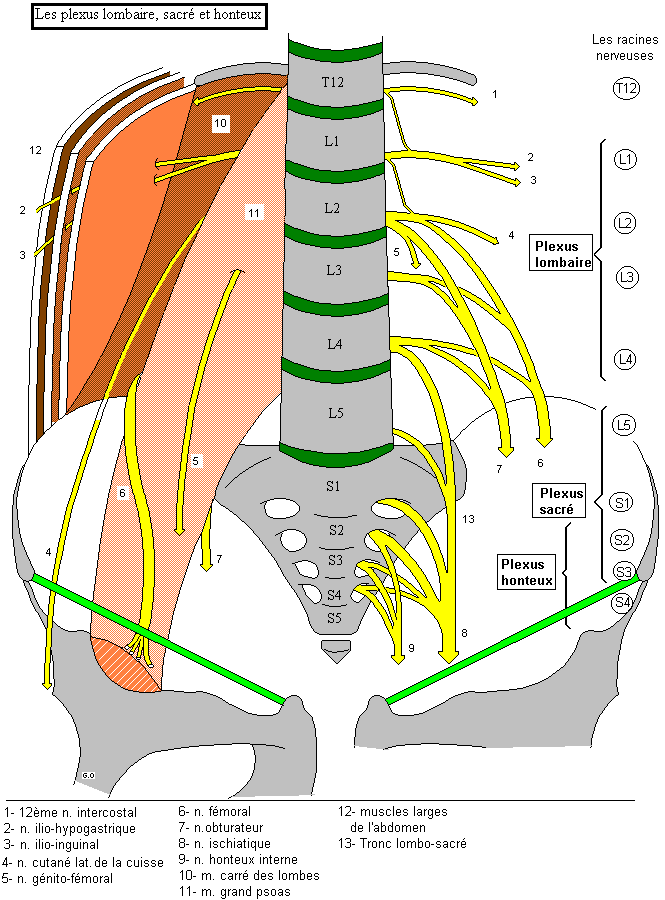 Les plexus lombaire, sacré et honteux
Les racines
nerveuses
T12
T12
1
10
12
L1
L1
2
3
2
11
L2
L2
4
Plexus
lombaire
3
5
L3
L3
L4
L4
L5
L5
5
7
6
6
S1
Plexus
sacré
S1
13
S2
S2
4
7
S3
Plexus
honteux
S3
S4
S4
S5
9
8
G.O
1- 12ème n. intercostal
2- n. ilio-hypogastrique
3- n. ilio-inguinal
4- n. cutané lat. de la cuisse
5- n. génito-fémoral
6- n. fémoral
7- n.obturateur
8- n. ischiatique
9- n. honteux interne
10- m. carré des lombes
11- m. grand psoas
12- muscles larges
de l'abdomen
13- Tronc lombo-sacré